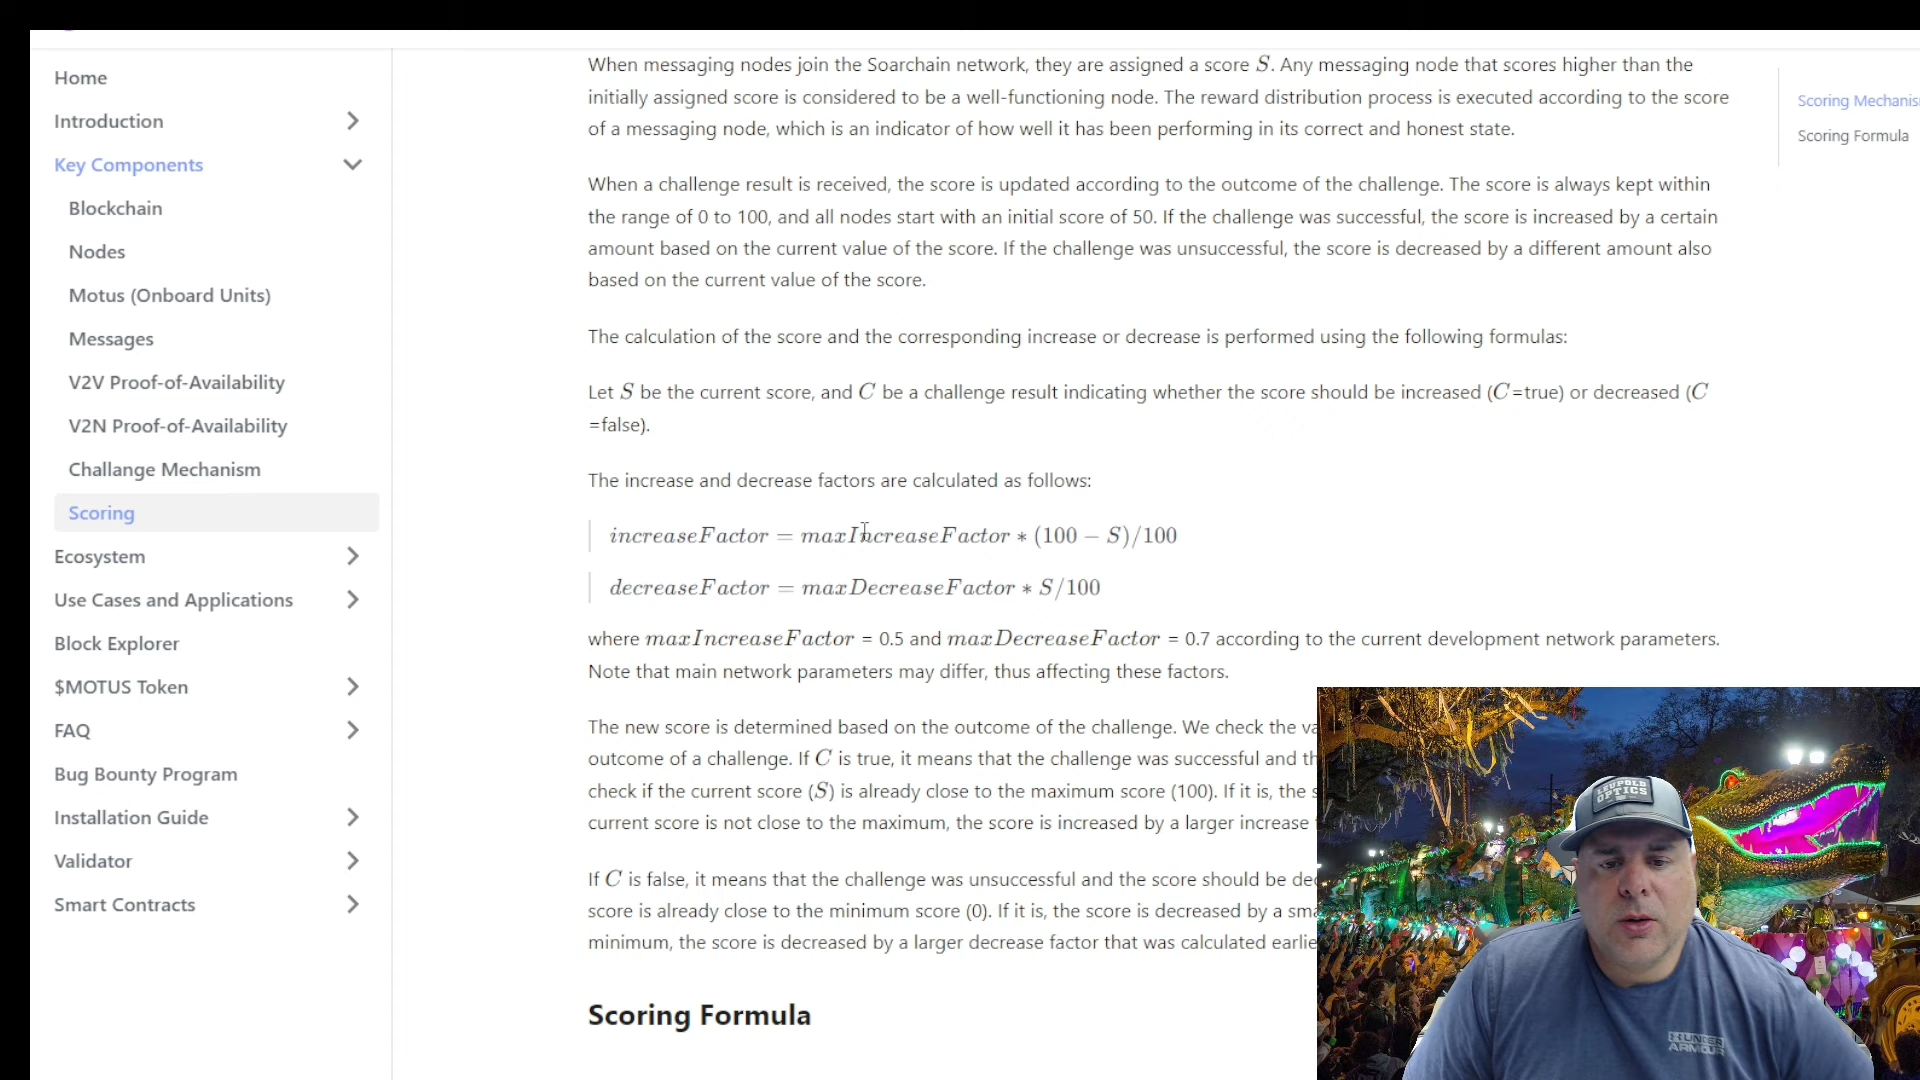 Home
Introduction
Key Components
Blockchain
Nodes
Motus (Onboard Units)
Messages
V2V Proof-of-Availability
V2N Proof-of-Availability
Challange Mechanism
Scoring
Ecosystem
Use Cases and Applications
Block Explorer
$MOTUS Token
FAQ
Bug Bounty Program
Installation Guide
Validator
Smart Contracts
When messaging nodes join the Soarchain network, they are assigned a score S. Any messaging node that scores higher than the
initially assigned score is considered to be a well-functioning node. The reward distribution process is executed according to the score
of a messaging node, which is an indicator of how well it has been performing in its correct and honest state.
When a challenge result is received, the score is updated according to the outcome of the challenge. The score is always kept within
the range of 0 to 100, and all nodes start with an initial score of 50. If the challenge was successful, the score is increased by a certain
amount based on the current value of the score. If the challenge was unsuccessful, the score is decreased by a different amount also
based on the current value of the score.
The calculation of the score and the corresponding increase or decrease is performed using the following formulas:
Let S be the current score, and C be a challenge result indicating whether the score should be increased (C=true) or decreased (C
=false).
The increase and decrease factors are calculated as follows:
increaseFactor = maxIncreaseFactor * (100 − S)/100
decreaseFactor = maxDecreaseFactor * S/100
where maxIncreaseFactor = 0.5 and maxDecreaseFactor = 0.7 according to the current development network parameters.
Note that main network parameters may differ, thus affecting these factors.
The new score is determined based on the outcome of the challenge. We check the
outcome of a challenge. If C is true, it means that the challenge was successful and
check if the current score (S) is already close to the maximum score (100). If it is, the
current score is not close to the maximum, the score is increased by a larger increase
If C is false, it means that the challenge was unsuccessful and the score should be
score is already close to the minimum score (0). If it is, the score is decreased by a
minimum, the score is decreased by a larger decrease factor that was calculated
Scoring Formula
Scoring
Scoring Formula
LEUPOLD
OPTICS
UNDER
ARMOUR